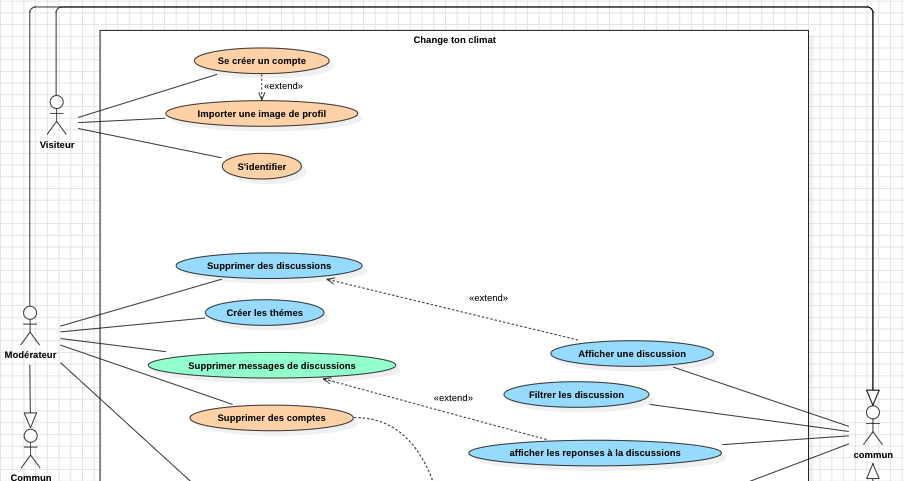 Change ton climat
Se créer un compte
«extend»
Importer une image de profil
Visiteur
S'identifier
Supprimer des discussions
«extend»
Créer les thémes
Modérateur
Afficher une discussion
Supprimer messages de discussions
Filtrer les discussion
«extend»
Supprimer des comptes
afficher les reponses à la discussions
commun
Commun